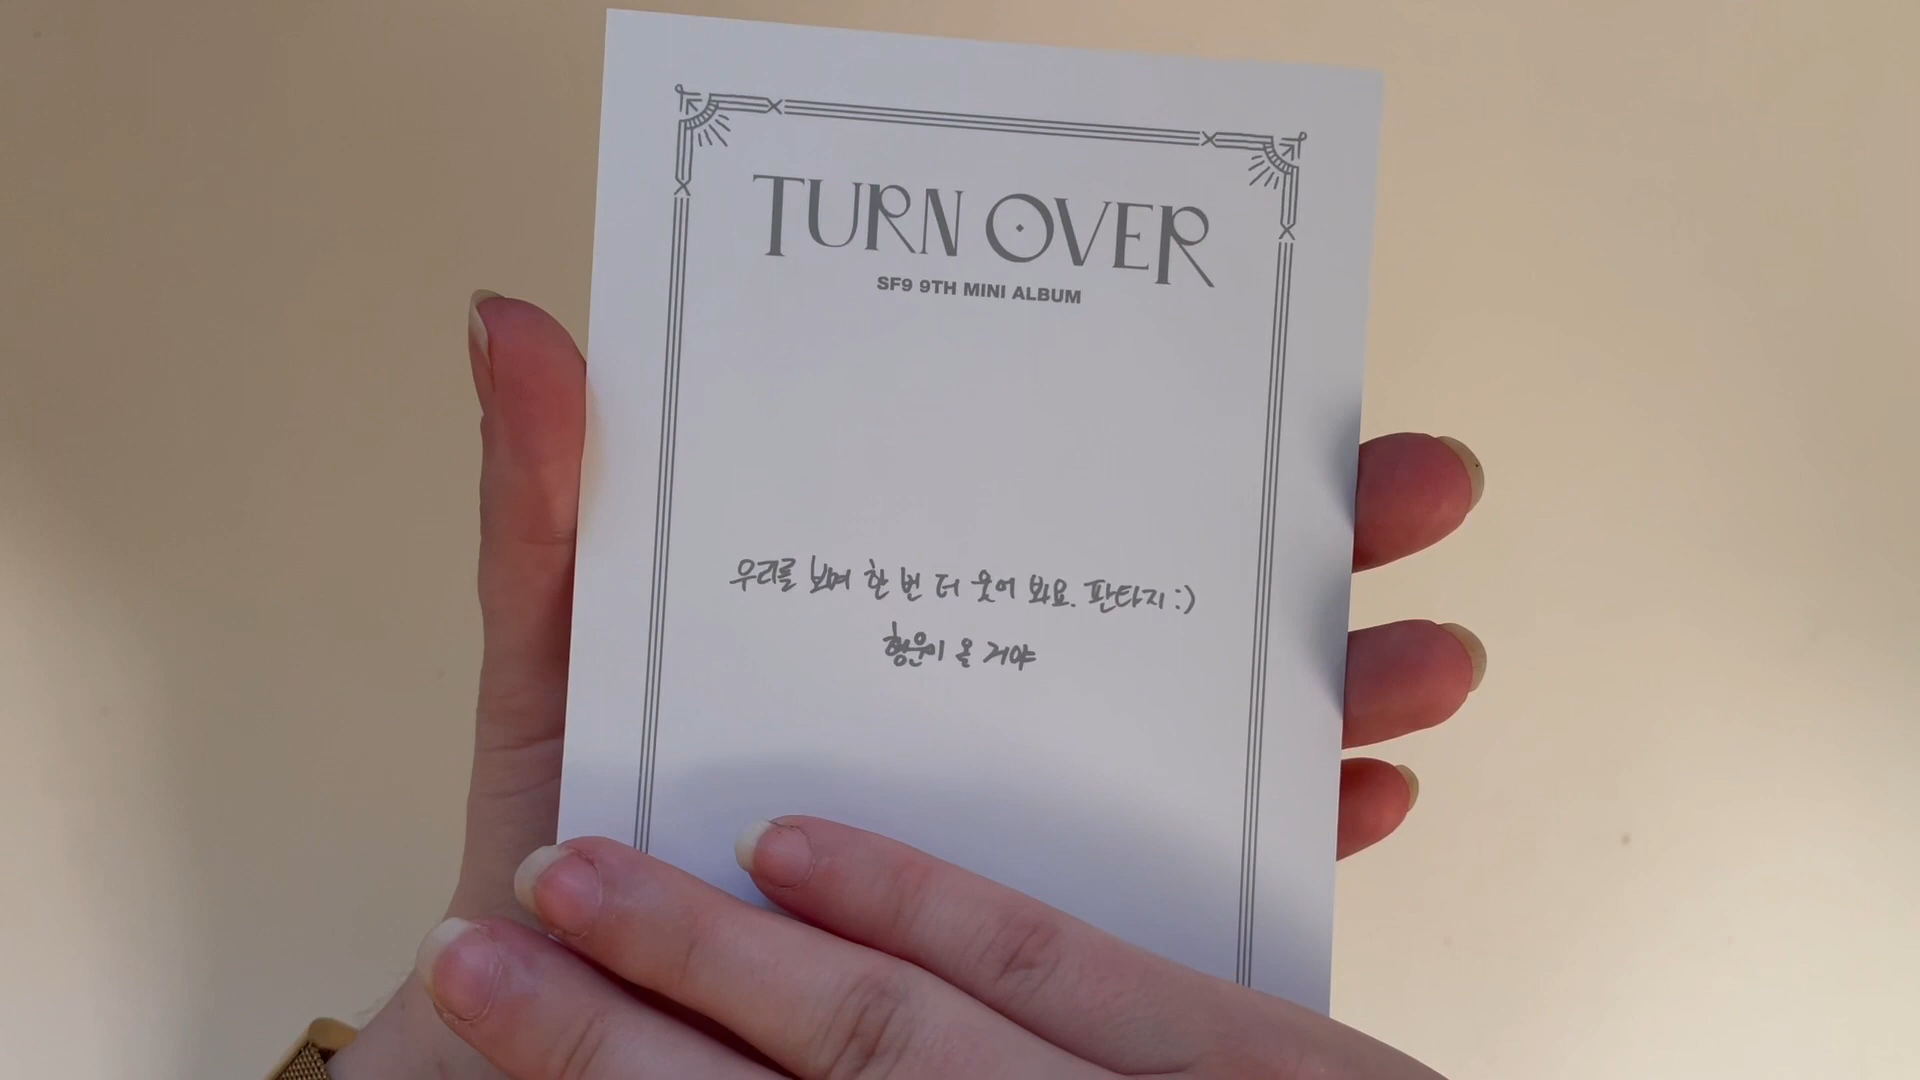 TURN OVER
SF9 9TH MINI ALBUM
우리를 보며 한 번 더 웃어 봐요. 판타지 :)
행운이 올 거야